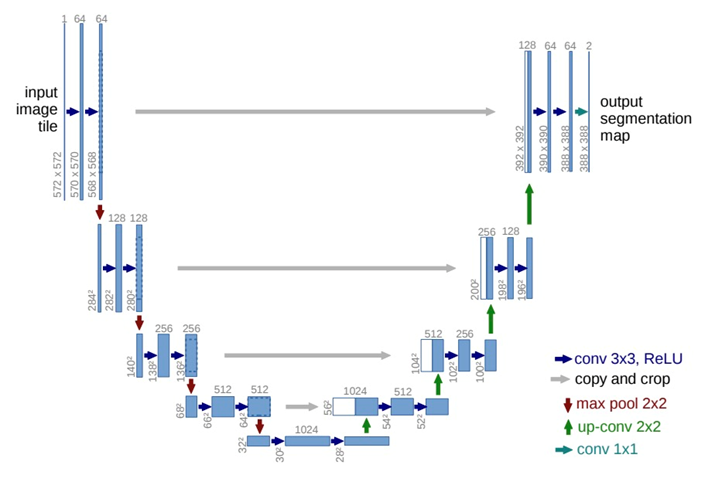 1 64 64
128 64 64 2
input
image
tile
output
segmentation
map
572 x 572
570 x 570
568 x 568
392 x 392
390 x 390
388 x 388
388 x 388
128 128
256 128
284²
282²
280²
200²
198²
196²
256 256
512 256
140²
138²
136²
104²
102²
100²
512 512
1024 512
68²
66²
64²
56²
54²
52²
1024
32²
30²
28²
conv 3x3, ReLU
copy and crop
max pool 2x2
up-conv 2x2
conv 1x1